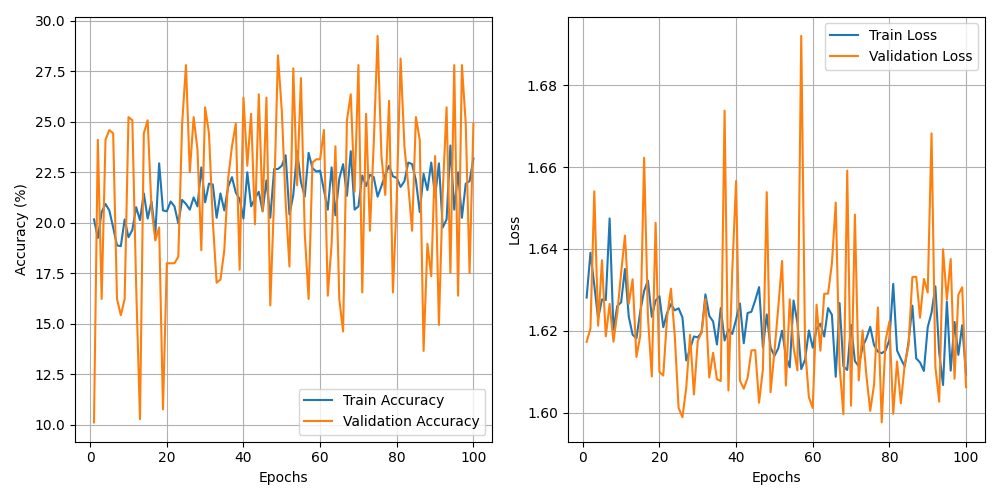 30.0
27.5
25.0
22.5
20.0
17.5
15.0
12.5
10.0
Accuracy (%)
0 20 40 60 80 100
Epochs
Train Accuracy
Validation Accuracy
1.68
1.66
1.64
1.62
1.60
Loss
0 20 40 60 80 100
Epochs
Train Loss
Validation Loss